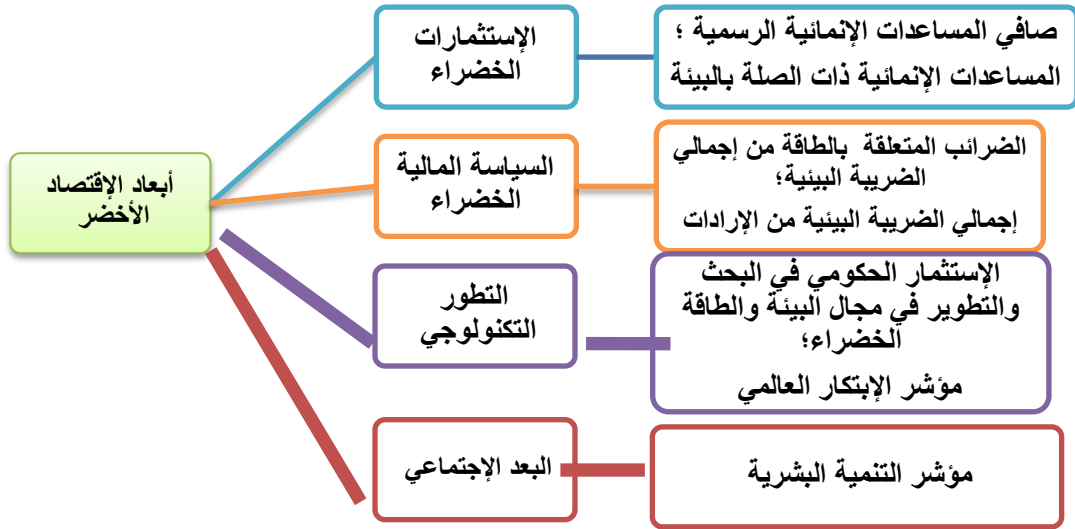 أبعاد الإقتصاد
الأخضر
الإستثمارات
الخضراء
صافي المساعدات الإنمائية الرسمية ؛
المساعدات الإنمائية ذات الصلة بالبيئة
السياسة المالية
الخضراء
الضرائب المتعلقة بالطاقة من إجمالي
الضريبة البيئية؛
إجمالي الضريبة البيئية من الإرادات
التطور
التكنولوجي
الإستثمار الحكومي في البحث
والتطوير في مجال البيئة والطاقة
الخضراء؛
مؤشر الإبتكار العالمي
البعد الإجتماعي
مؤشر التنمية البشرية